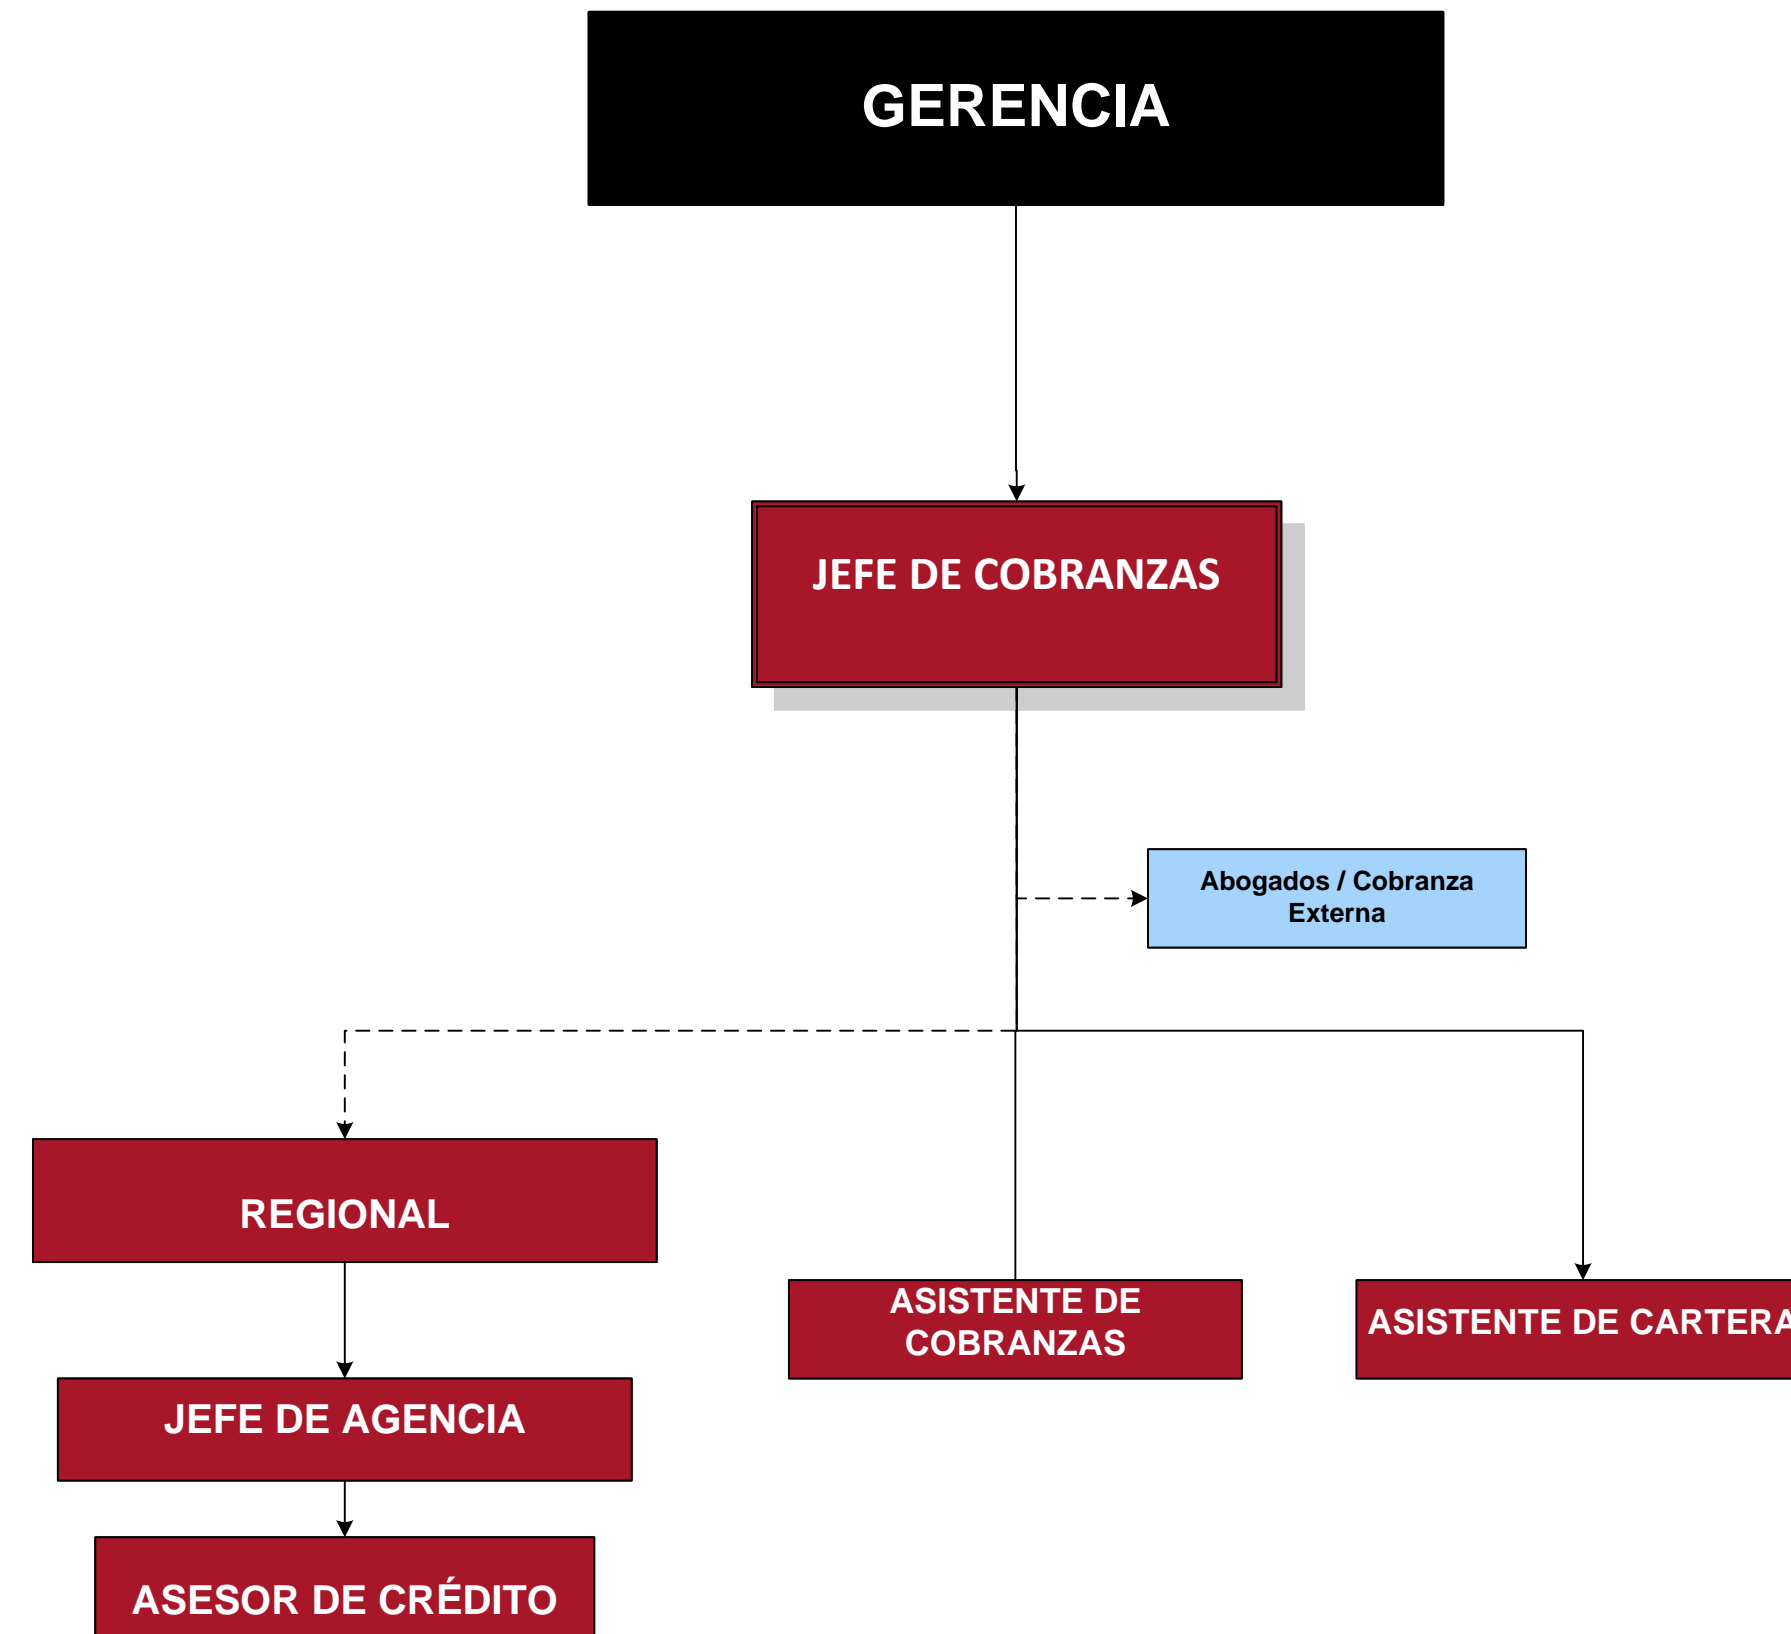 GERENCIA
JEFE DE COBRANZAS
Abogados / Cobranza
Externa
REGIONAL
ASISTENTE DE
COBRANZAS
ASISTENTE DE CARTERA
JEFE DE AGENCIA
ASESOR DE CRÉDITO